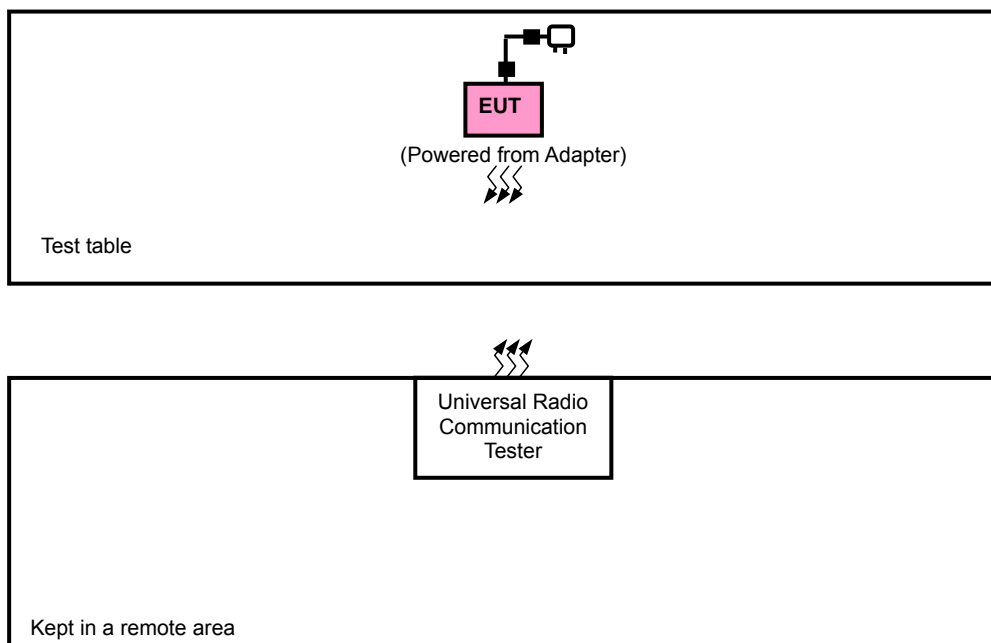 EUT
(Powered from Adapter)
Test table
Universal Radio
Communication
Tester
Kept in a remote area